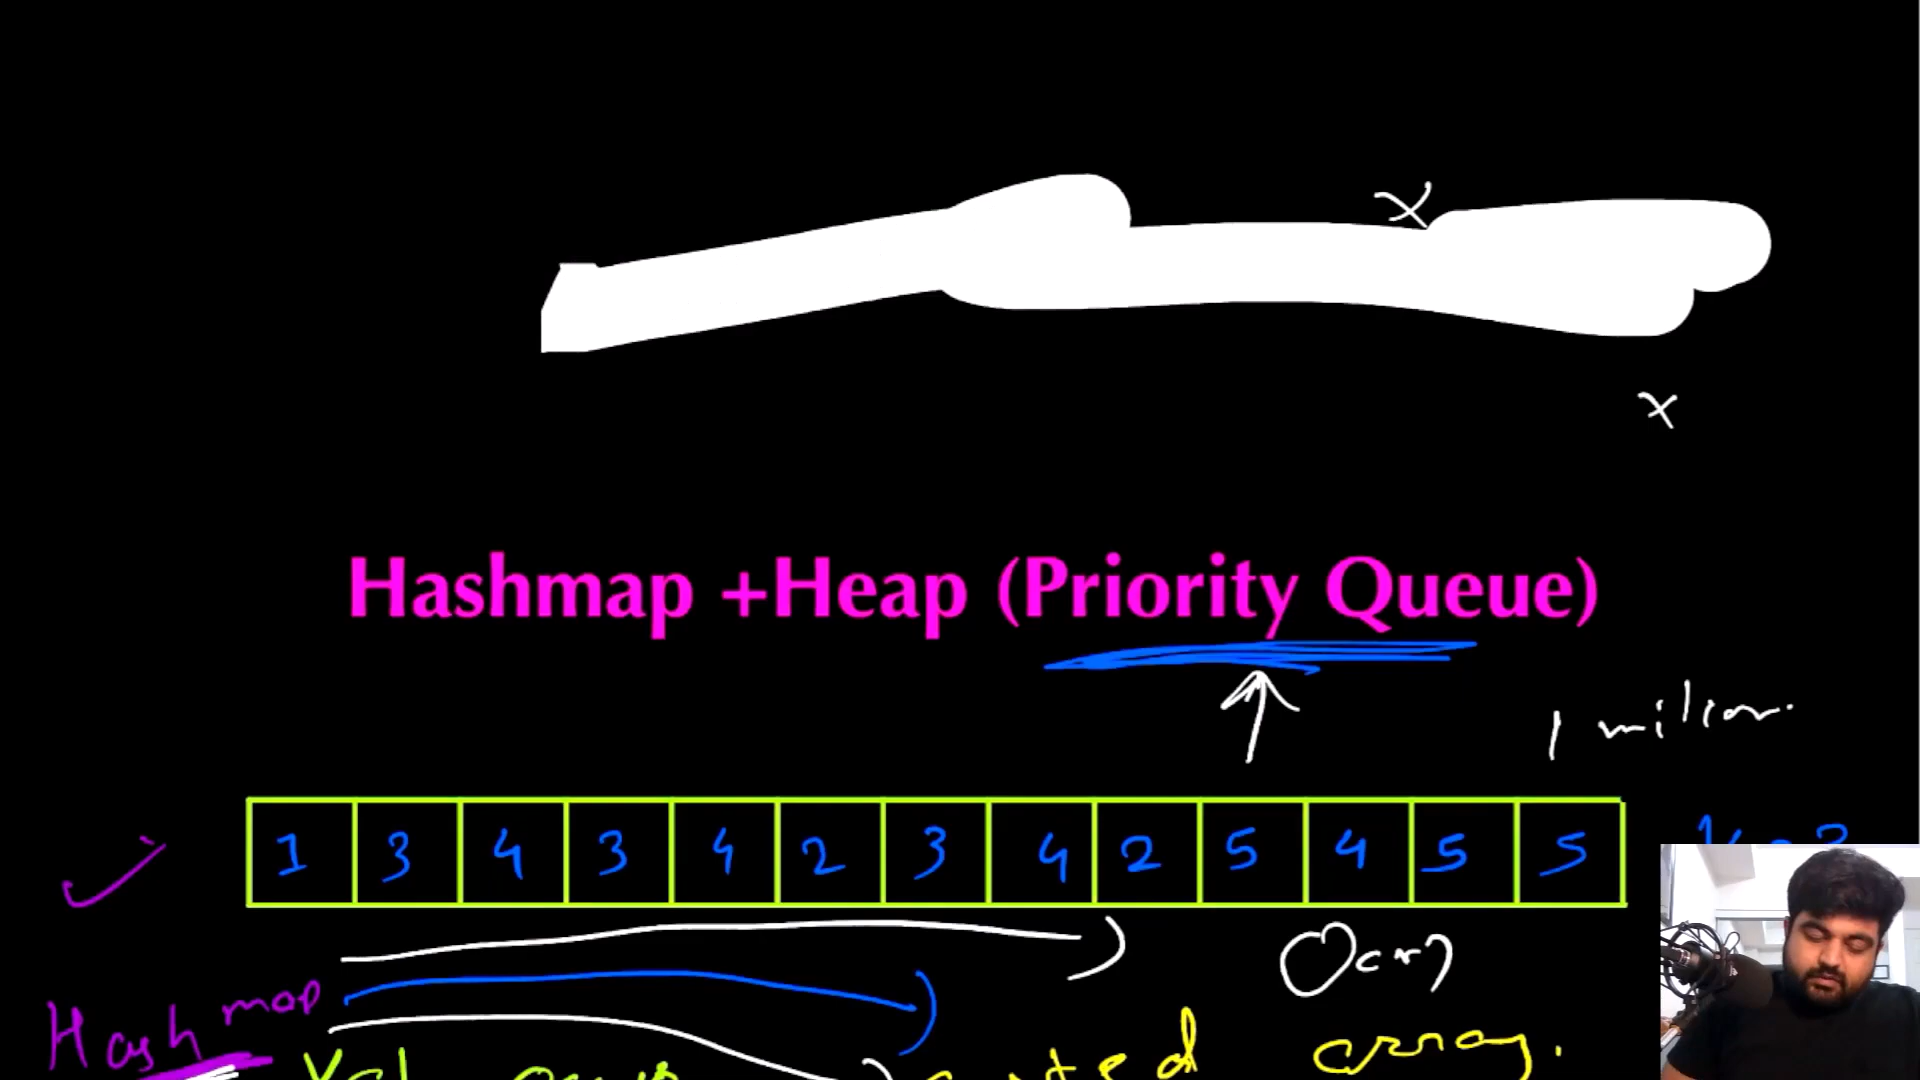 x
x
Hashmap +Heap (Priority Queue)
1 milion.
1 3 4 3 4 2 3 4 2 5 4 5 5
O(n)
Hashmap
array.